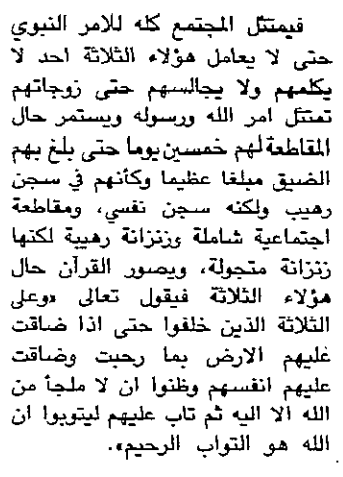 فيمتثل المجتمع كله للامر النبوي
حتى لا يعامل هؤلاء الثلاثة احد لا
يكلمهم ولا يجالسهم حتى زوجاتهم
تمتثل امر الله ورسوله ويستمر حال
المقاطعة لهم خمسين يوما حتى بلغ بهم
الضيق مبلغا عظيما وكأنهم في سجن
رهيب ولكنه سجن نفسي، ومقاطعة
اجتماعية شاملة وزنزانة رهيبة لكنها
زنزانة متجولة، ويصور القرآن حال
هؤلاء الثلاثة فيقول تعالى «وعلى
الثلاثة الذين خلفوا حتى اذا ضاقت
عليهم الارض بما رحبت وضاقت
عليهم انفسهم وظنوا ان لا ملجأ من
الله الا اليه ثم تاب عليهم ليتوبوا ان
الله هو التواب الرحيم».